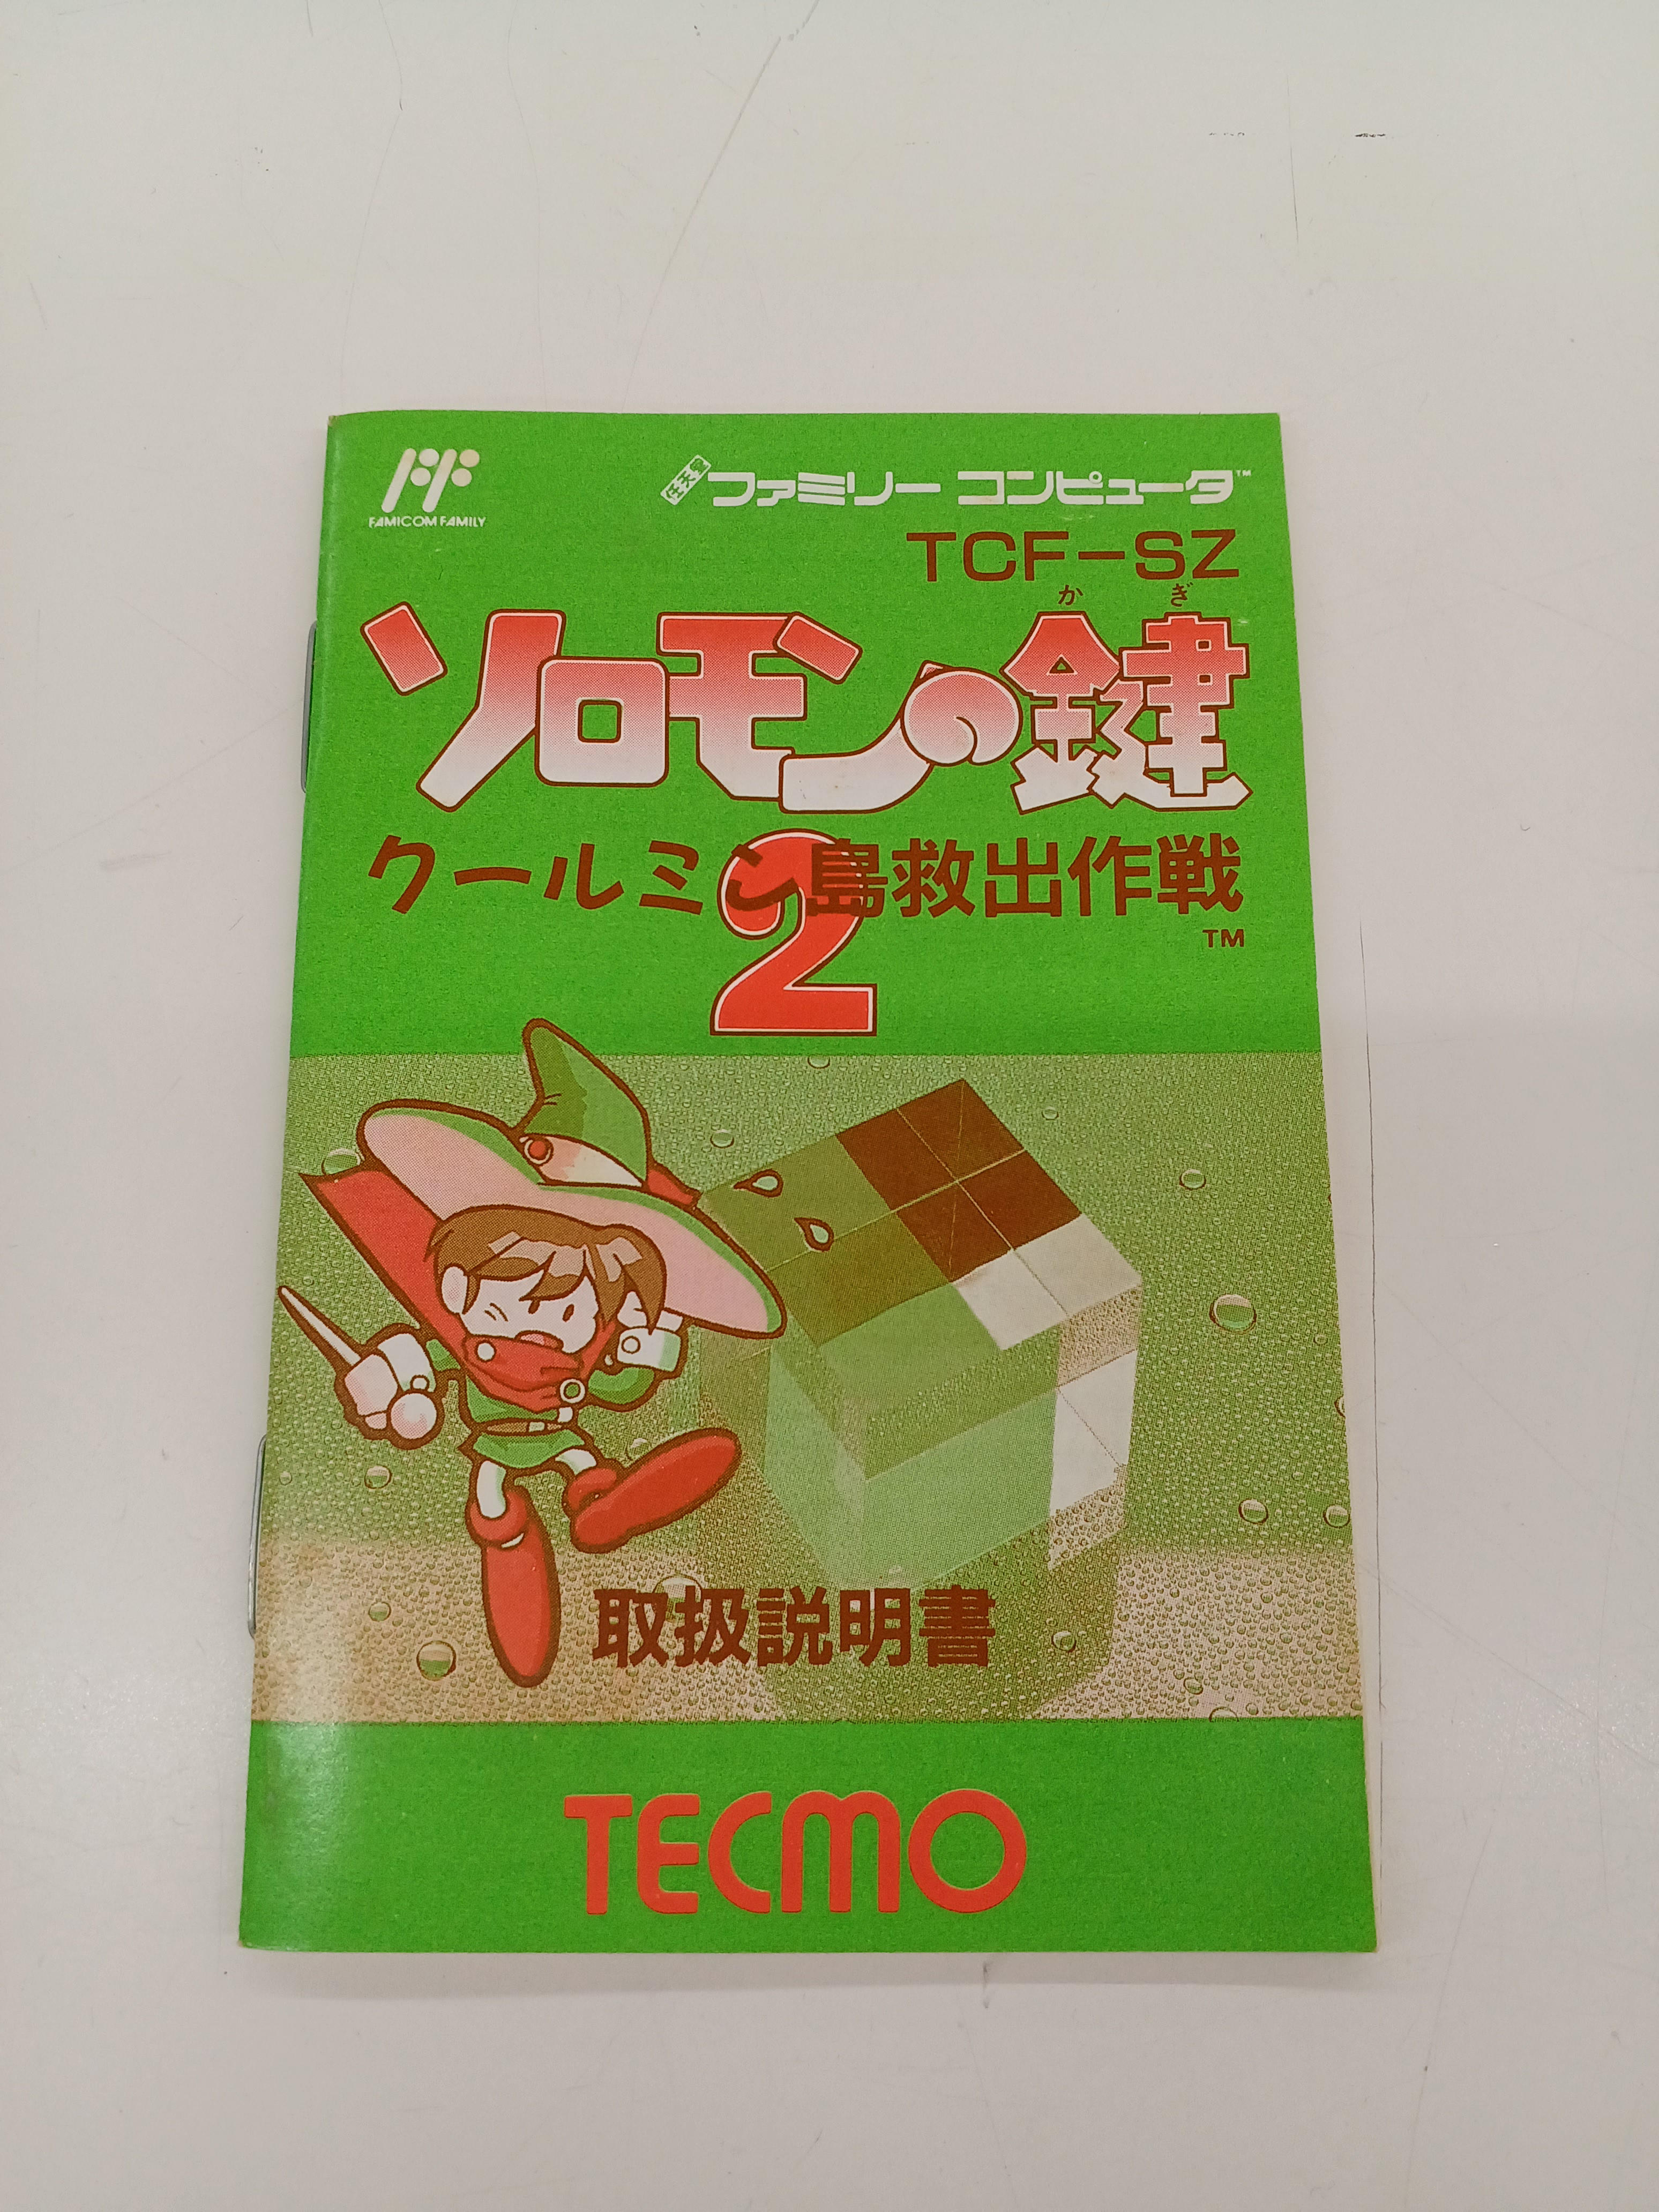 FAMICOM FAMILY
任天堂 ファミリー コンピュータ™
TCF-SZ
かぎ
ソロモンの鍵
2
クールミン島救出作戦
TM
取扱説明書
TECMO